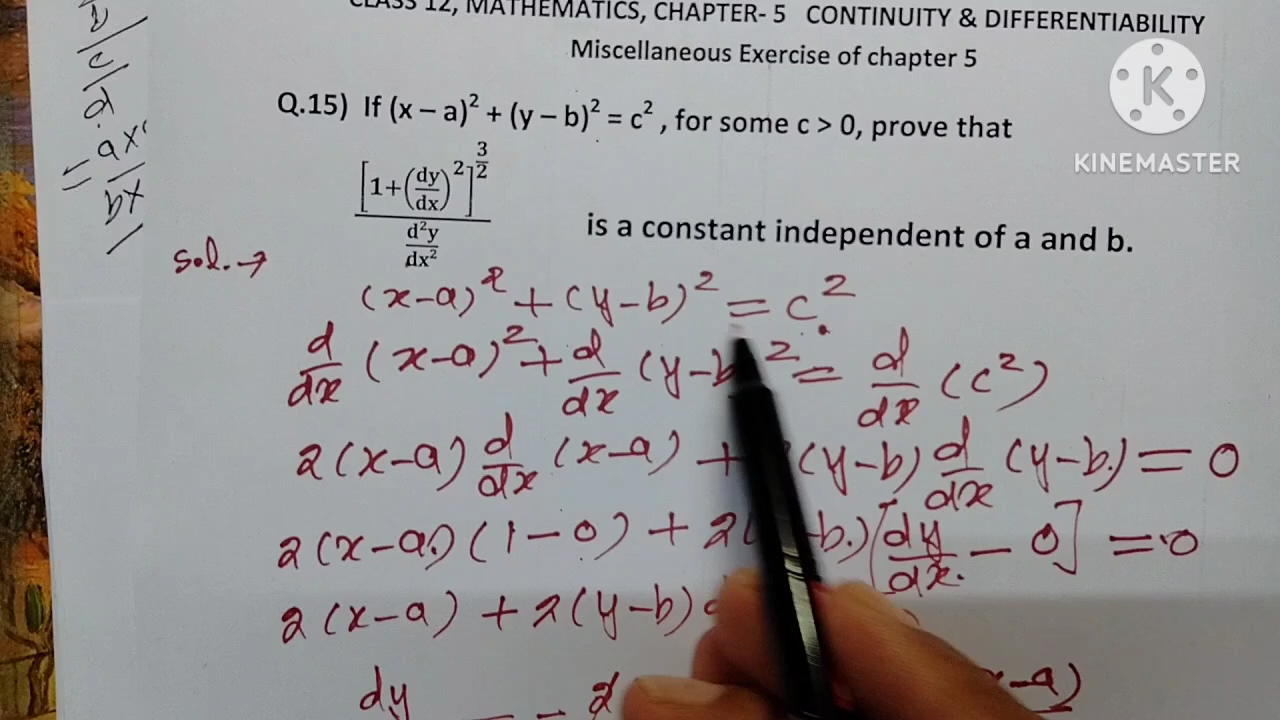 CLASS 12, MATHEMATICS, CHAPTER- 5 CONTINUITY & DIFFERENTIABILITY
Miscellaneous Exercise of chapter 5
KINEMASTER
Q.15) If (x – a)² + (y – b)² = c² , for some c > 0, prove that
[1+(dy/dx)²]^(3/2) / (d²y/dx²) is a constant independent of a and b.
Sol. →
(x-a)² + (y-b)² = c²
d/dx (x-a)² + d/dx (y-b)² = d/dx (c²)
2(x-a) d/dx (x-a) + (y-b) d/dx (y-b) = 0
2(x-a)(1-0) + 2( -b) [dy/dx - 0] = 0
2(x-a) + 2(y-b)
dy - 2 x-a)